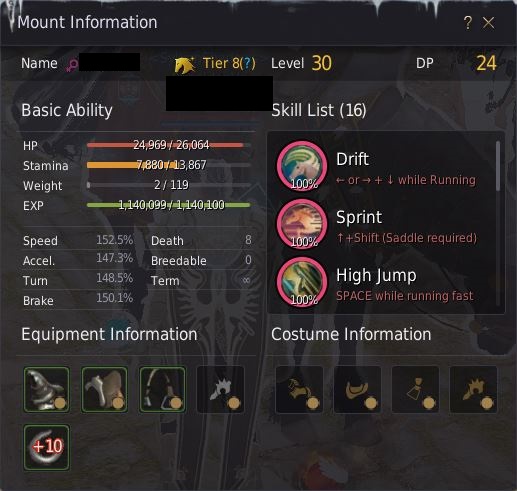 Mount Information ?
Name Tier 8(?) Level 30 DP 24
Basic Ability
HP 24,969 / 26,064
Stamina 7,880 / 13,867
Weight 2 / 119
EXP 1,140,099 / 1,140,100
Speed 152.5% Death 8
Accel. 147.3% Breedable 0
Turn 148.5% Term ∞
Brake 150.1%
Skill List (16)
Drift
100% ← or → + ↓ while Running
Sprint
100% ↑+Shift (Saddle required)
High Jump
100% SPACE while running fast
Equipment Information
+10
Costume Information